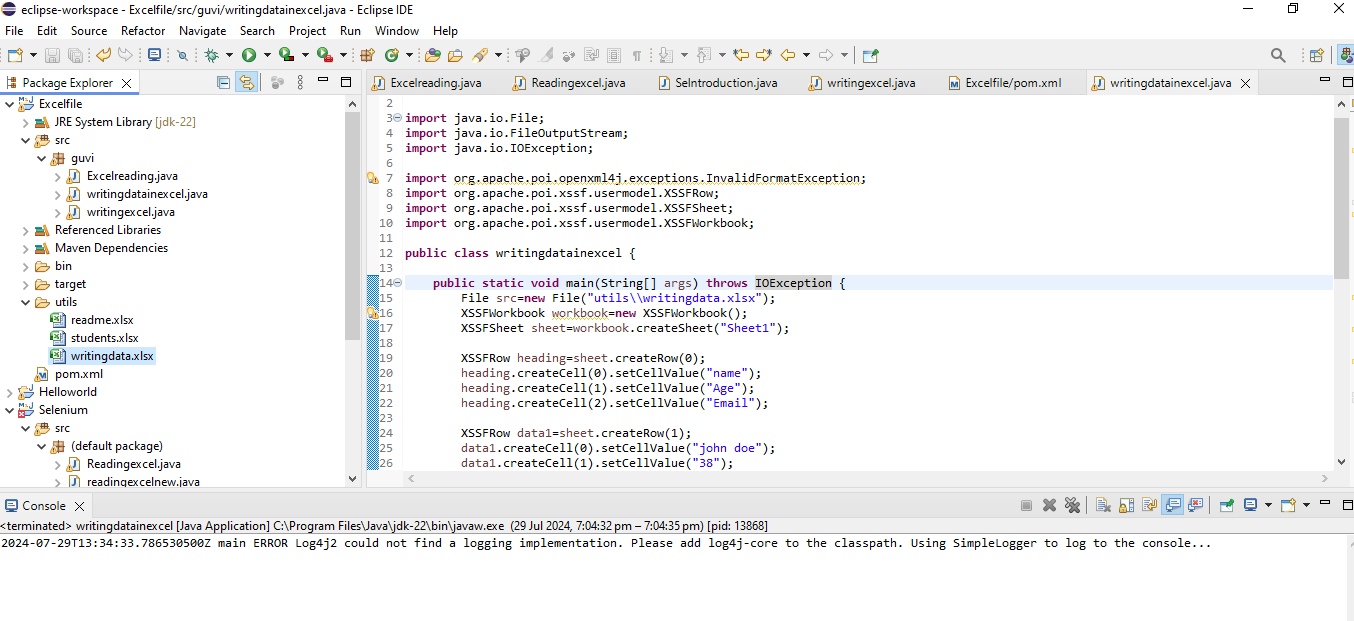 eclipse-workspace - Excelfile/src/guvi/writingdatainexcel.java - Eclipse IDE
File Edit Source Refactor Navigate Search Project Run Window Help
Package Explorer
Excelfile
JRE System Library [jdk-22]
src
guvi
Excelreading.java
writingdatainexcel.java
writingexcel.java
Referenced Libraries
Maven Dependencies
bin
target
utils
readme.xlsx
students.xlsx
writingdata.xlsx
pom.xml
Helloworld
Selenium
src
(default package)
Readingexcel.java
readingexcelnew.java
Excelreading.java Readingexcel.java SeIntroduction.java writingexcel.java Excelfile/pom.xml writingdatainexcel.java
2
3 import java.io.File;
4 import java.io.FileOutputStream;
5 import java.io.IOException;
6
7 import org.apache.poi.openxml4j.exceptions.InvalidFormatException;
8 import org.apache.poi.xssf.usermodel.XSSFRow;
9 import org.apache.poi.xssf.usermodel.XSSFSheet;
10 import org.apache.poi.xssf.usermodel.XSSFWorkbook;
11
12 public class writingdatainexcel {
13
14 public static void main(String[] args) throws IOException {
15 File src=new File("utils\\writingdata.xlsx");
16 XSSFWorkbook workbook=new XSSFWorkbook();
17 XSSFSheet sheet=workbook.createSheet("Sheet1");
18
19 XSSFRow heading=sheet.createRow(0);
20 heading.createCell(0).setCellValue("name");
21 heading.createCell(1).setCellValue("Age");
22 heading.createCell(2).setCellValue("Email");
23
24 XSSFRow data1=sheet.createRow(1);
25 data1.createCell(0).setCellValue("john doe");
26 data1.createCell(1).setCellValue("38");
Console
<terminated> writingdatainexcel [Java Application] C:\Program Files\Java\jdk-22\bin\javaw.exe (29 Jul 2024, 7:04:32 pm – 7:04:35 pm) [pid: 13868]
2024-07-29T13:34:33.786530500Z main ERROR Log4j2 could not find a logging implementation. Please add log4j-core to the classpath. Using SimpleLogger to log to the console...